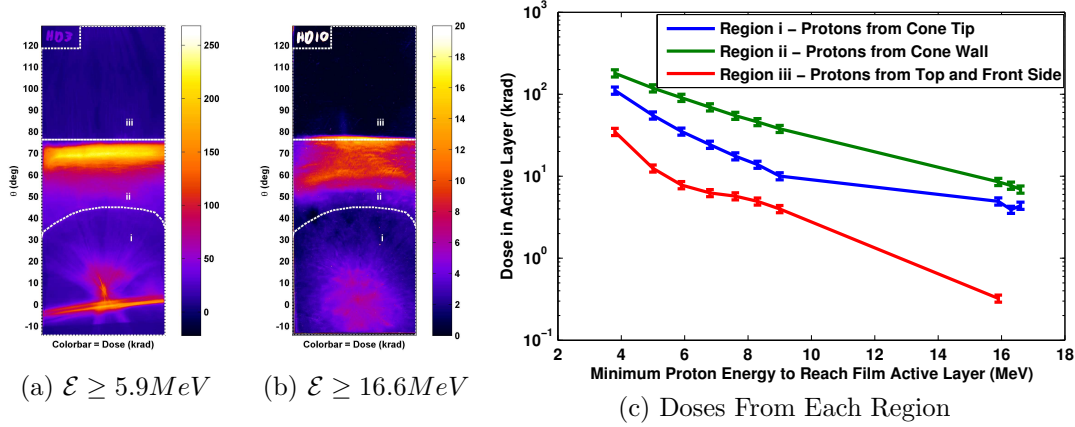 HD3
120
110
100
90
80
70
60
50
40
30
20
10
0
-10
θ (deg)
iii
ii
i
250
200
150
100
50
0
Colorbar = Dose (krad)
(a) ℰ ≥ 5.9MeV
HD10
120
110
100
90
80
70
60
50
40
30
20
10
0
-10
θ (deg)
iii
ii
i
20
18
16
14
12
10
8
6
4
2
0
Colorbar = Dose (krad)
(b) ℰ ≥ 16.6MeV
Region i – Protons from Cone Tip
Region ii – Protons from Cone Wall
Region iii – Protons from Top and Front Side
Dose in Active Layer (krad)
10³
10²
10¹
10⁰
10⁻¹
2 4 6 8 10 12 14 16 18
Minimum Proton Energy to Reach Film Active Layer (MeV)
(c) Doses From Each Region